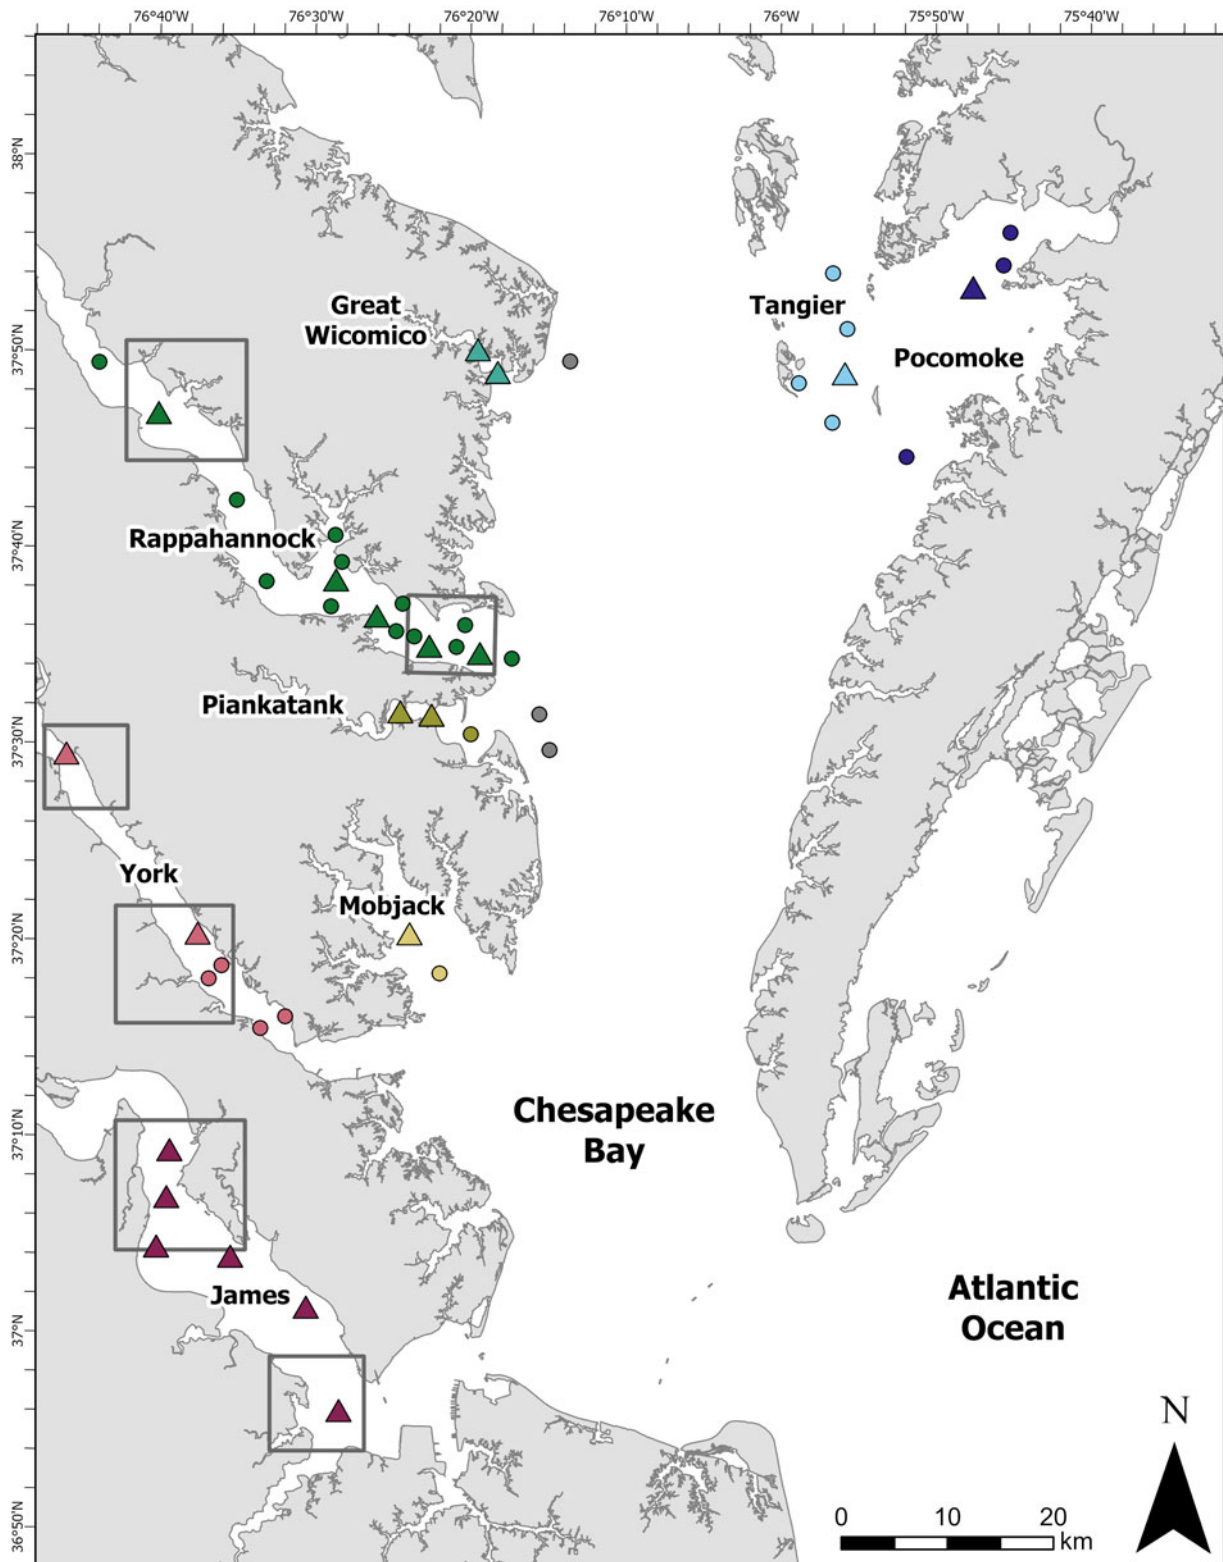 76°40'W 76°30'W 76°20'W 76°10'W 76°W 75°50'W 75°40'W
38°N
37°50'N
37°40'N
37°30'N
37°20'N
37°10'N
37°N
36°50'N
Great
Wicomico
Tangier
Pocomoke
Rappahannock
Piankatank
York
Mobjack
Chesapeake
Bay
James
Atlantic
Ocean
N
0 10 20
km